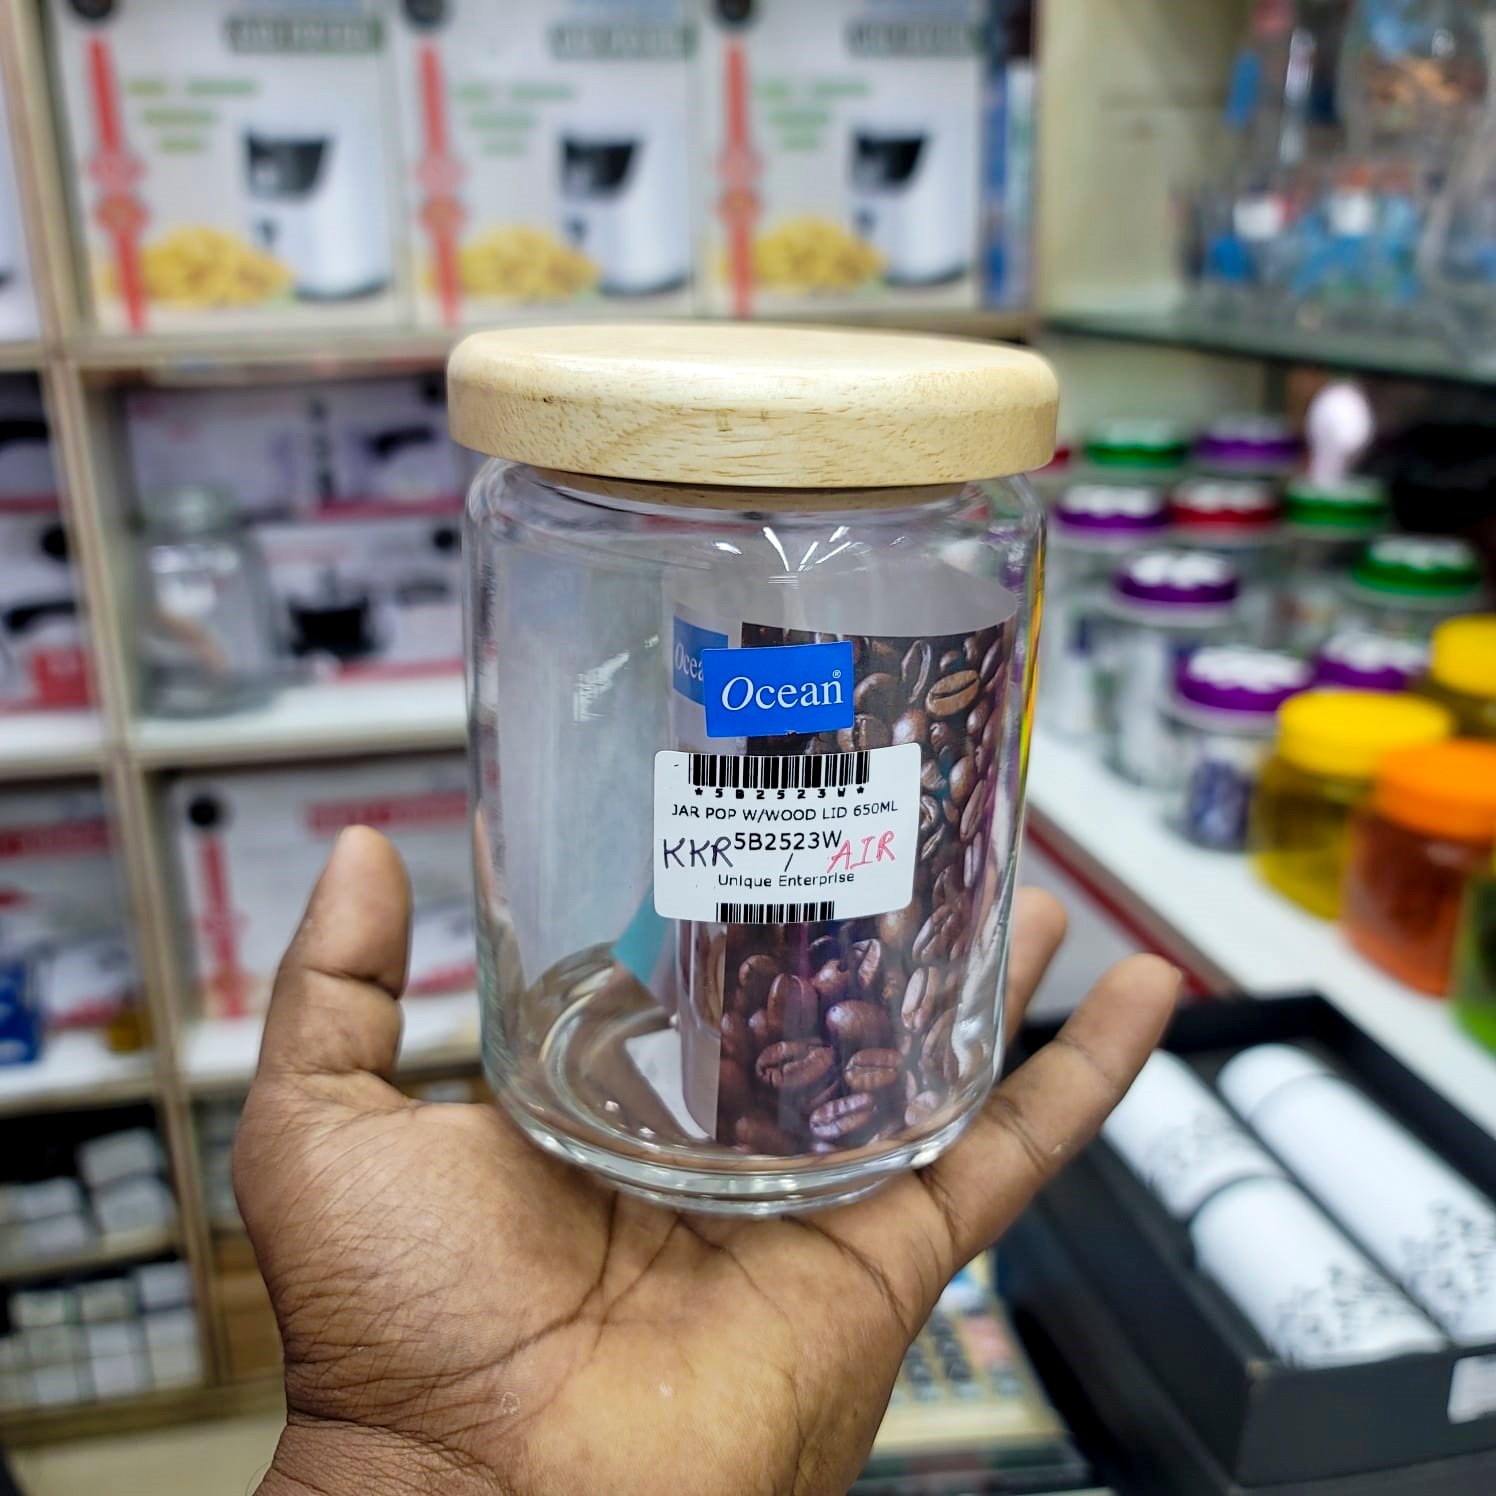 Ocean®
*5B2523W*
JAR POP W/WOOD LID 650ML
5B2523W
KKR / AIR
Unique Enterprise